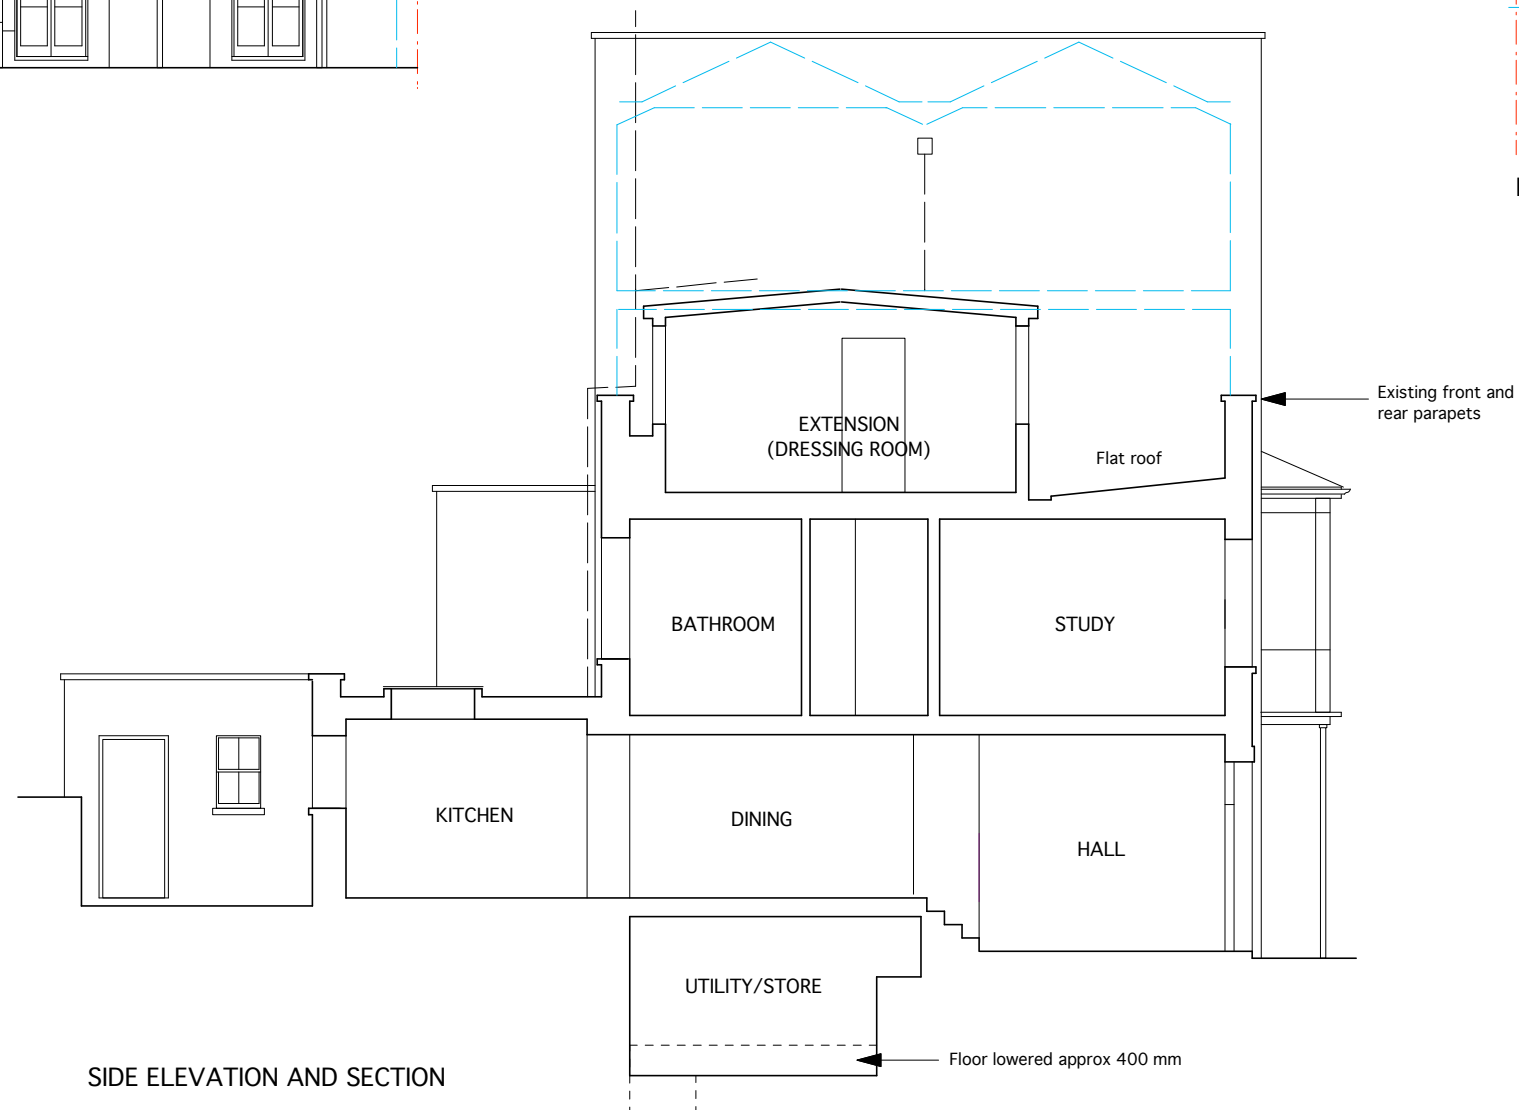 Existing front and
rear parapets
EXTENSION
(DRESSING ROOM)
Flat roof
BATHROOM
STUDY
KITCHEN
DINING
HALL
UTILITY/STORE
Floor lowered approx 400 mm
SIDE ELEVATION AND SECTION